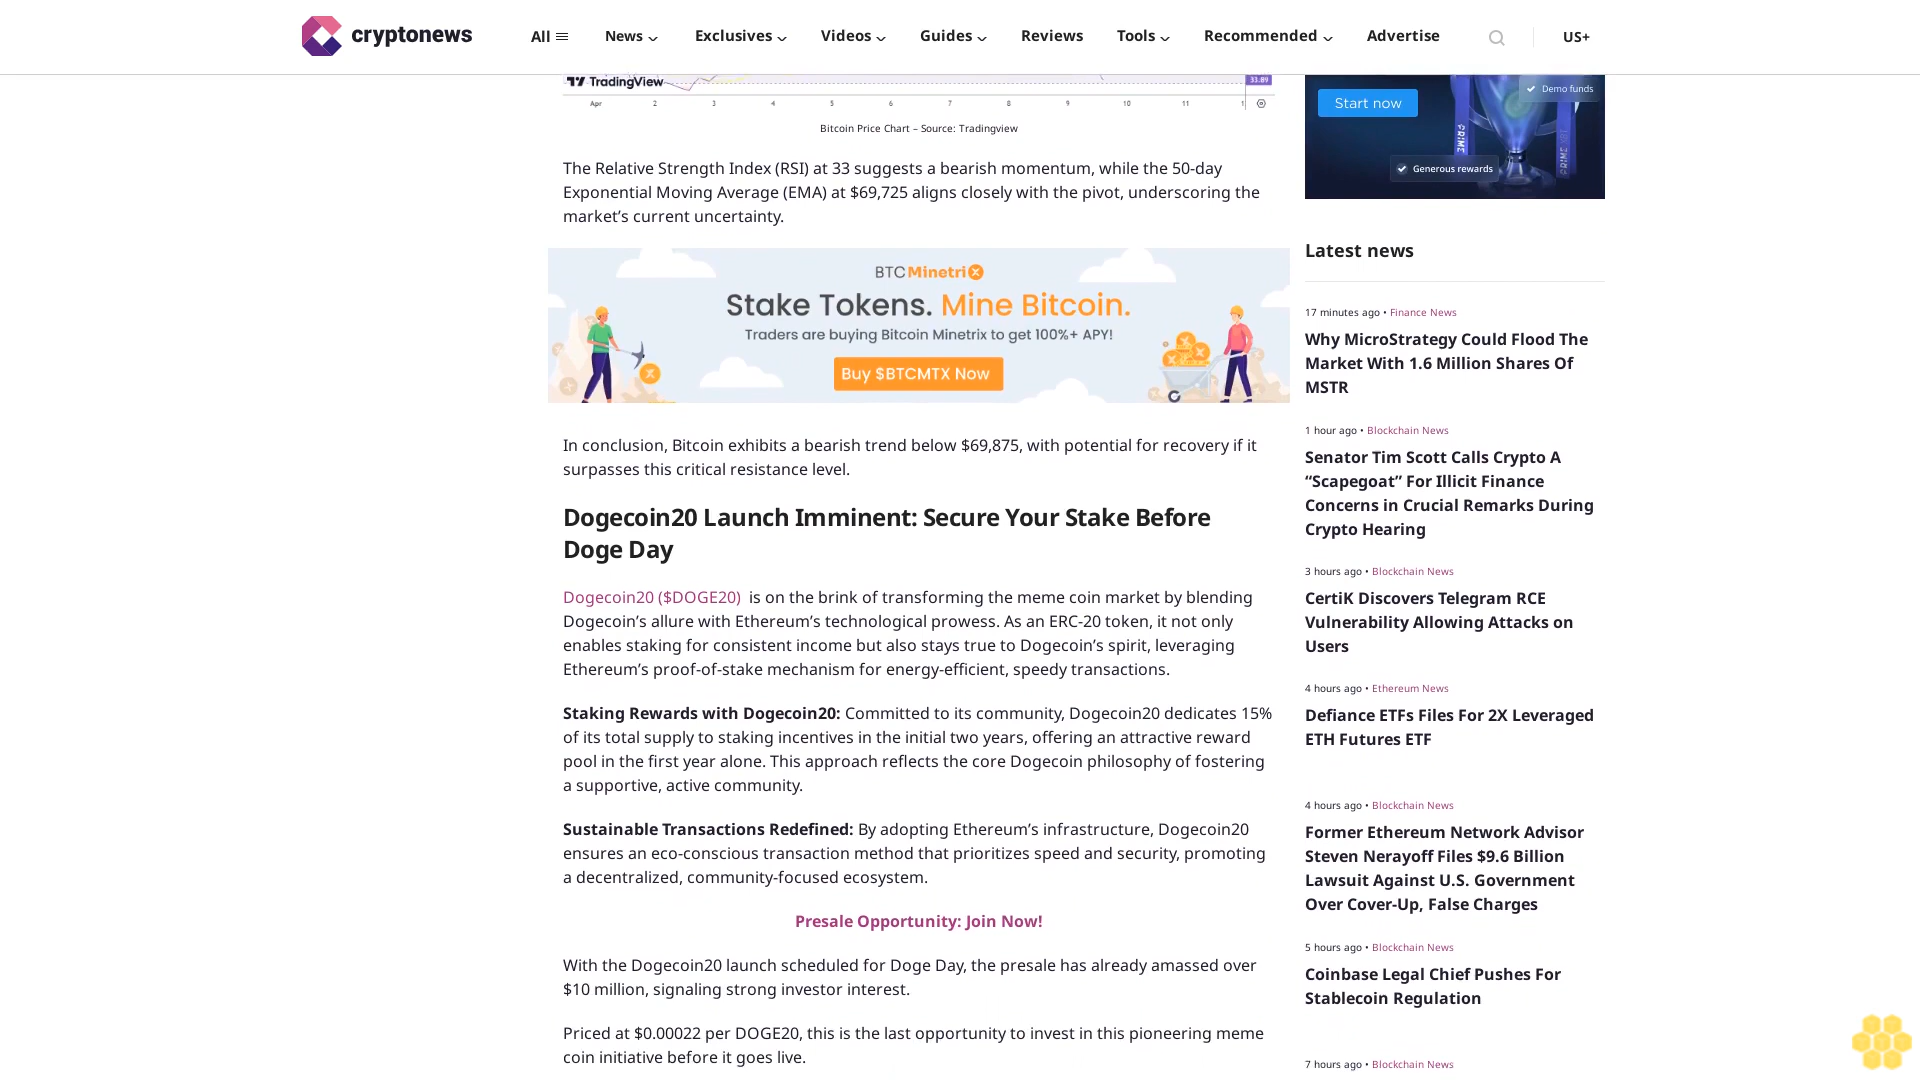 cryptonews
All
News
Exclusives
Videos
Guides
Reviews
Tools
Recommended
Advertise
US+
TradingView
33.89
Apr 2 3 4 5 6 7 8 9 10 11 1
Bitcoin Price Chart – Source: Tradingview
The Relative Strength Index (RSI) at 33 suggests a bearish momentum, while the 50-day
Exponential Moving Average (EMA) at $69,725 aligns closely with the pivot, underscoring the
market’s current uncertainty.
BTC Minetrix
Stake Tokens. Mine Bitcoin.
Traders are buying Bitcoin Minetrix to get 100%+ APY!
Buy $BTCMTX Now
In conclusion, Bitcoin exhibits a bearish trend below $69,875, with potential for recovery if it
surpasses this critical resistance level.
Dogecoin20 Launch Imminent: Secure Your Stake Before
Doge Day
Dogecoin20 ($DOGE20) is on the brink of transforming the meme coin market by blending
Dogecoin’s allure with Ethereum’s technological prowess. As an ERC-20 token, it not only
enables staking for consistent income but also stays true to Dogecoin’s spirit, leveraging
Ethereum’s proof-of-stake mechanism for energy-efficient, speedy transactions.
Staking Rewards with Dogecoin20: Committed to its community, Dogecoin20 dedicates 15%
of its total supply to staking incentives in the initial two years, offering an attractive reward
pool in the first year alone. This approach reflects the core Dogecoin philosophy of fostering
a supportive, active community.
Sustainable Transactions Redefined: By adopting Ethereum’s infrastructure, Dogecoin20
ensures an eco-conscious transaction method that prioritizes speed and security, promoting
a decentralized, community-focused ecosystem.
Presale Opportunity: Join Now!
With the Dogecoin20 launch scheduled for Doge Day, the presale has already amassed over
$10 million, signaling strong investor interest.
Priced at $0.00022 per DOGE20, this is the last opportunity to invest in this pioneering meme
coin initiative before it goes live.
Start now
Demo funds
PRIME
PRIME XBT
Generous rewards
Latest news
17 minutes ago • Finance News
Why MicroStrategy Could Flood The
Market With 1.6 Million Shares Of
MSTR
1 hour ago • Blockchain News
Senator Tim Scott Calls Crypto A
“Scapegoat” For Illicit Finance
Concerns in Crucial Remarks During
Crypto Hearing
3 hours ago • Blockchain News
CertiK Discovers Telegram RCE
Vulnerability Allowing Attacks on
Users
4 hours ago • Ethereum News
Defiance ETFs Files For 2X Leveraged
ETH Futures ETF
4 hours ago • Blockchain News
Former Ethereum Network Advisor
Steven Nerayoff Files $9.6 Billion
Lawsuit Against U.S. Government
Over Cover-Up, False Charges
5 hours ago • Blockchain News
Coinbase Legal Chief Pushes For
Stablecoin Regulation
7 hours ago • Blockchain News